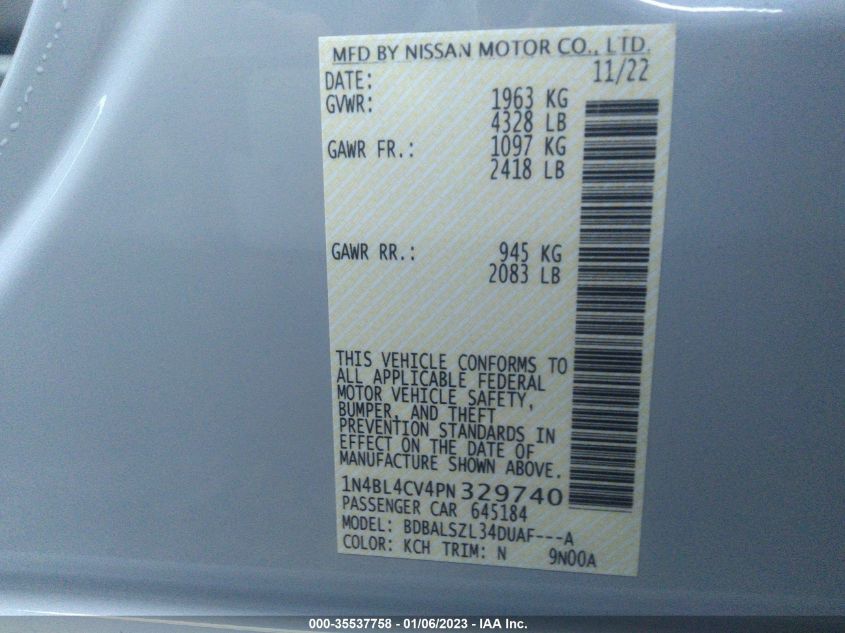 MFD BY NISSAN MOTOR CO., LTD.
DATE: 11/22
GVWR: 1963 KG
4328 LB
GAWR FR.: 1097 KG
2418 LB
GAWR RR.: 945 KG
2083 LB
THIS VEHICLE CONFORMS TO
ALL APPLICABLE FEDERAL
MOTOR VEHICLE SAFETY,
BUMPER, AND THEFT
PREVENTION STANDARDS IN
EFFECT ON THE DATE OF
MANUFACTURE SHOWN ABOVE.
1N4BL4CV4PN 329740
PASSENGER CAR 645184
MODEL: BDBALSZL34DUAF---A
COLOR: KCH TRIM: N 9N00A
000-35537758 - 01/06/2023 - IAA Inc.